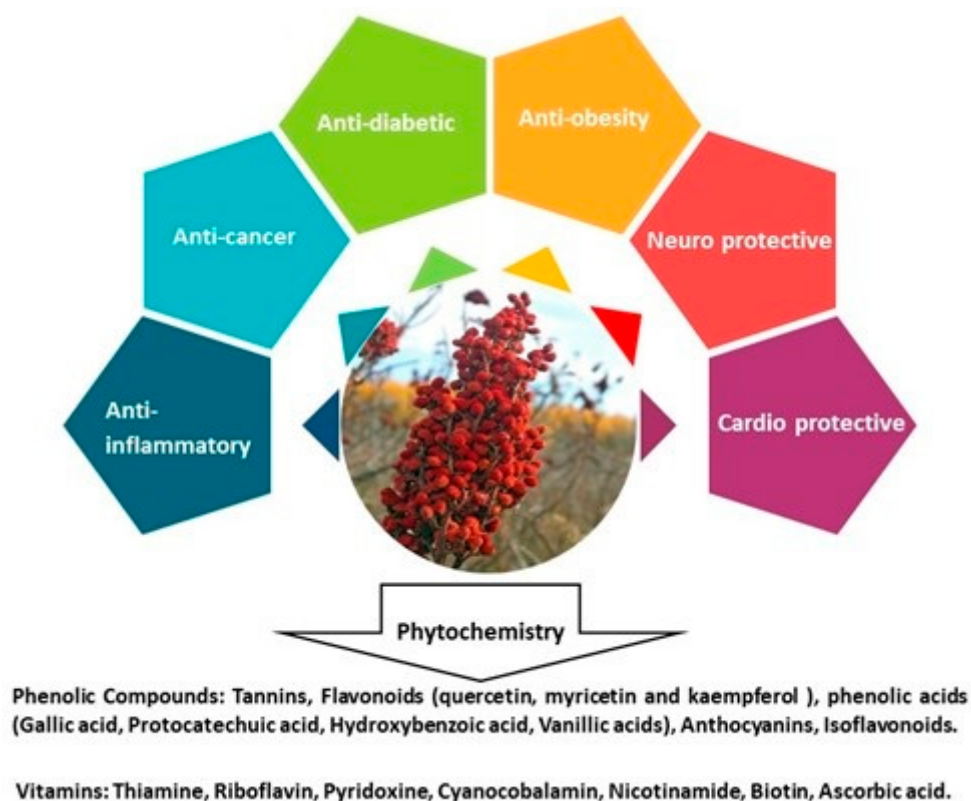 Anti-diabetic
Anti-obesity
Anti-cancer
Neuro protective
Anti-
inflammatory
Cardio protective
Phytochemistry
Phenolic Compounds: Tannins, Flavonoids (quercetin, myricetin and kaempferol ), phenolic acids
(Gallic acid, Protocatechuic acid, Hydroxybenzoic acid, Vanillic acids), Anthocyanins, Isoflavonoids.
Vitamins: Thiamine, Riboflavin, Pyridoxine, Cyanocobalamin, Nicotinamide, Biotin, Ascorbic acid.